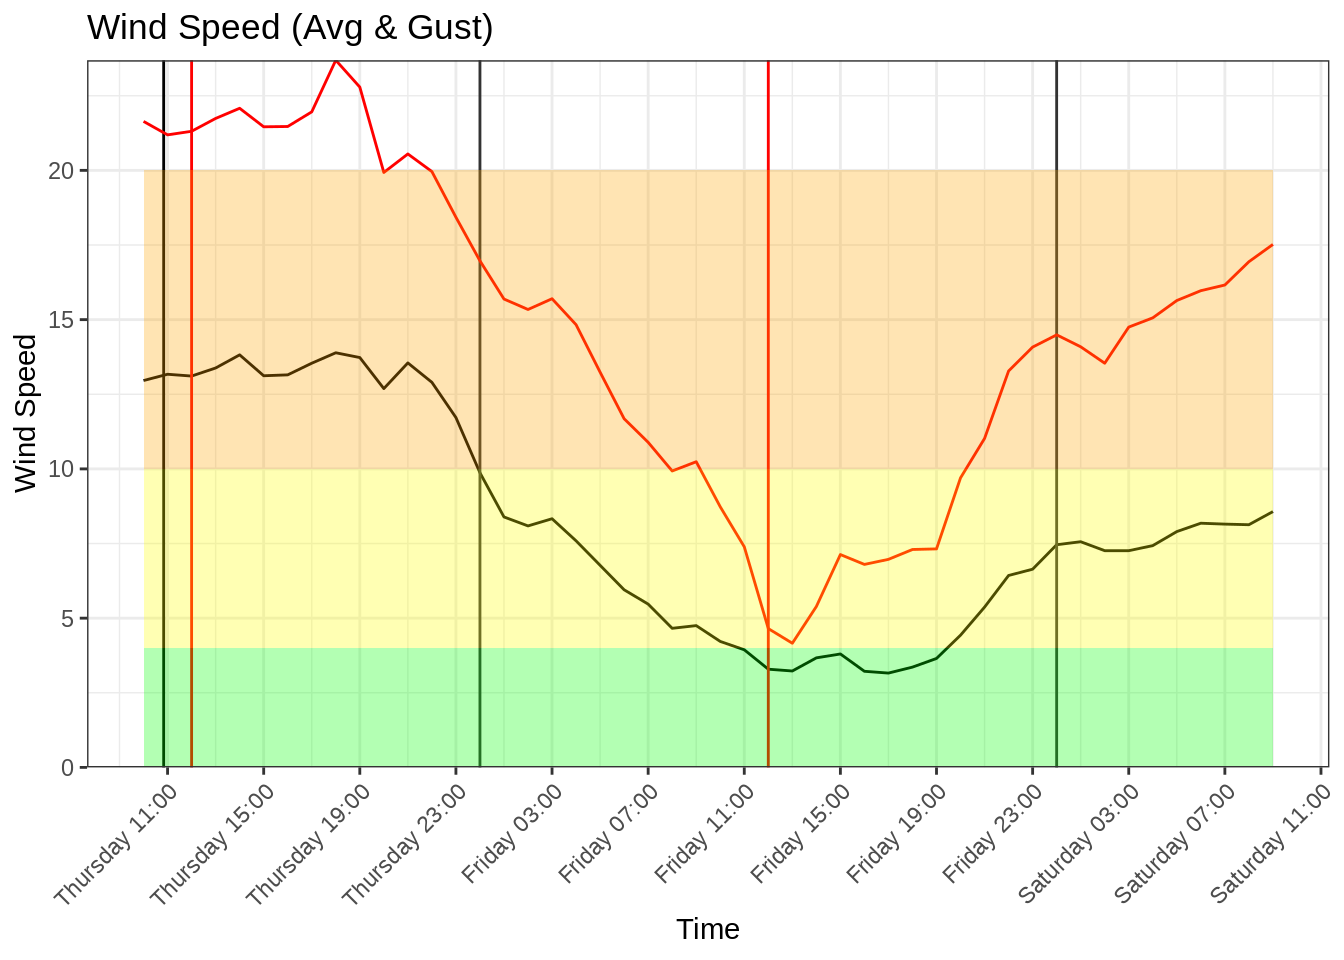 Wind Speed (Avg & Gust)
Wind Speed
20
15
10
5
0
Thursday 11:00
Thursday 15:00
Thursday 19:00
Thursday 23:00
Friday 03:00
Friday 07:00
Friday 11:00
Friday 15:00
Friday 19:00
Friday 23:00
Saturday 03:00
Saturday 07:00
Saturday 11:00
Time